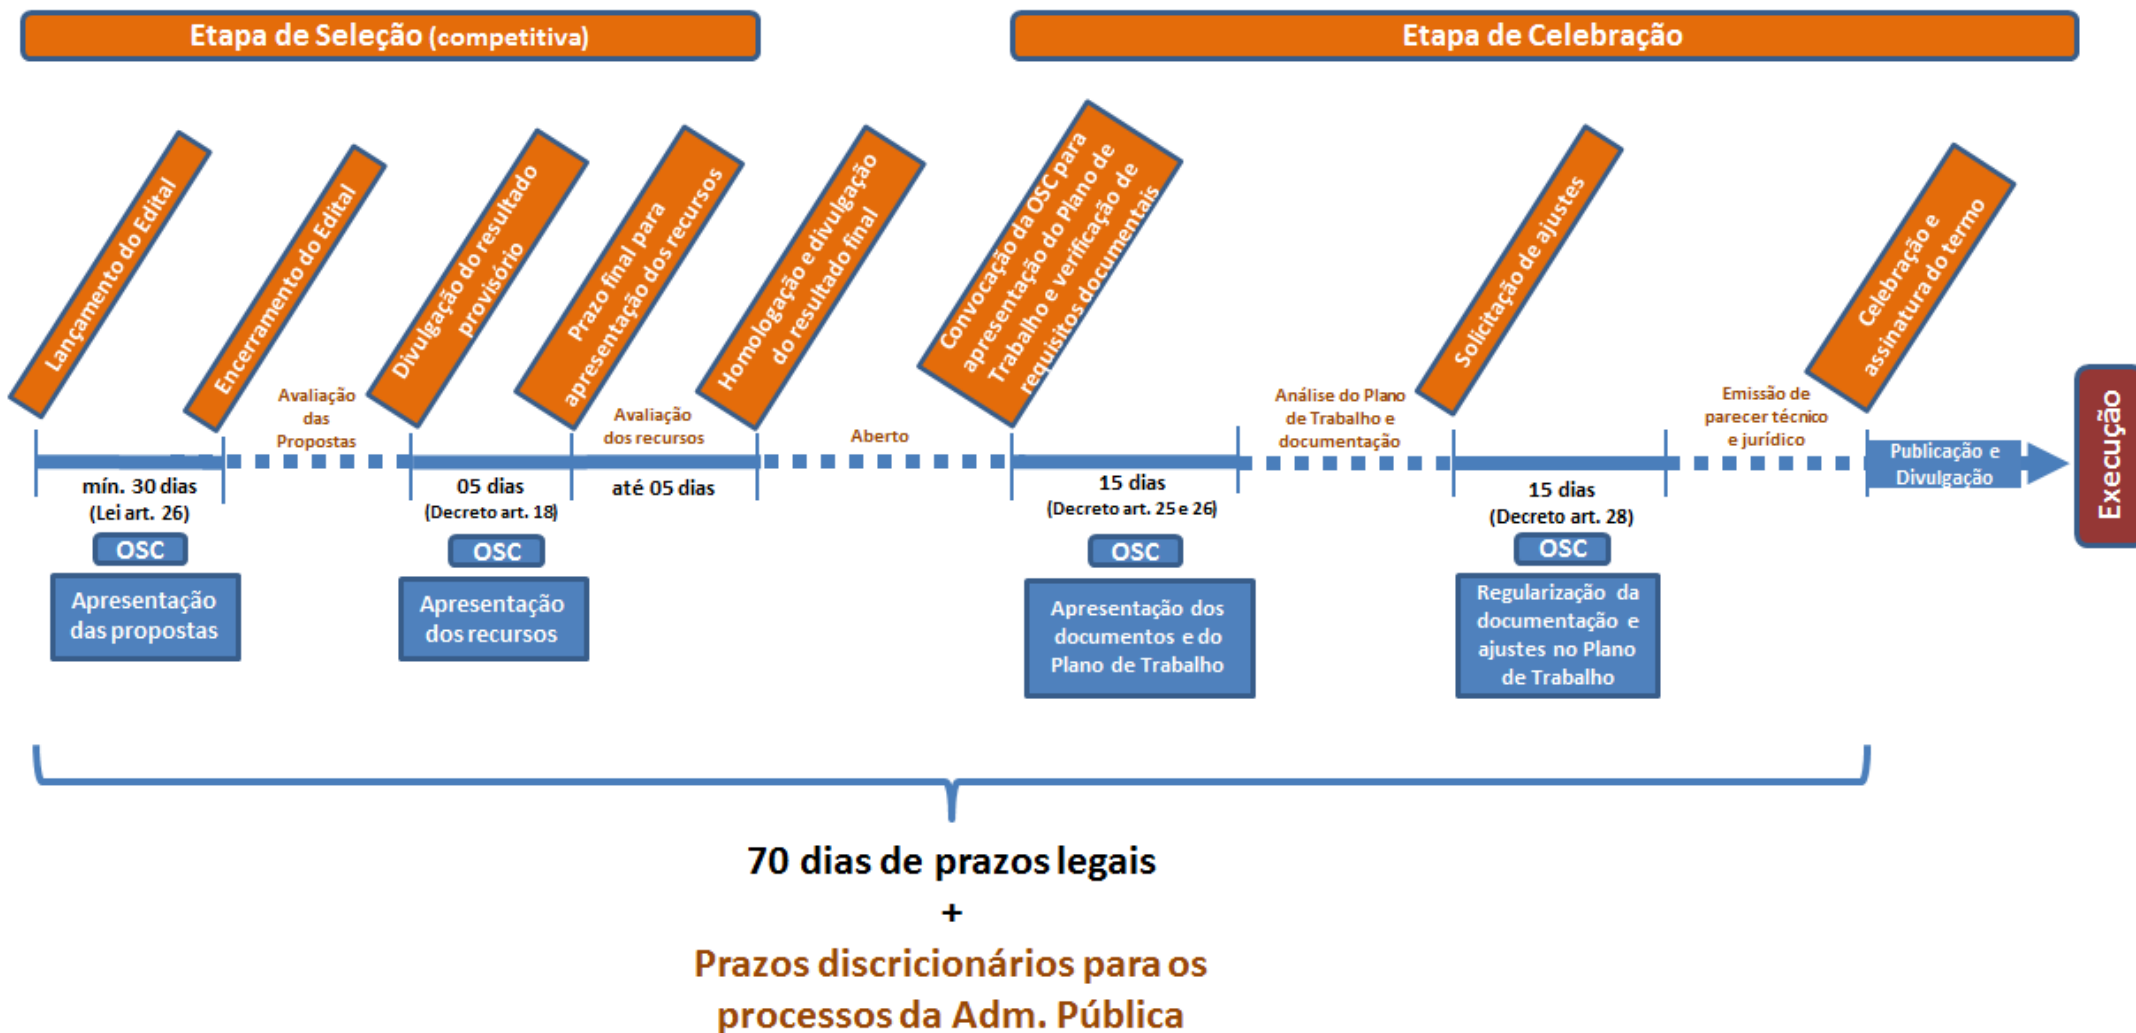 Etapa de Seleção (competitiva)
Etapa de Celebração
Lançamento do Edital
Encerramento do Edital
Divulgação do resultado
provisório
Prazo final para
apresentação dos recursos
Homologação e divulgação
do resultado final
Convocação da OSC para
apresentação do Plano de
Trabalho e verificação de
requisitos documentais
Solicitação de ajustes
Celebração e
assinatura do termo
Avaliação
das
Propostas
Avaliação
dos recursos
Aberto
Análise do Plano
de Trabalho e
documentação
Emissão de
parecer técnico
e jurídico
Publicação e
Divulgação
Execução
mín. 30 dias
(Lei art. 26)
OSC
Apresentação
das propostas
05 dias
(Decreto art. 18)
OSC
Apresentação
dos recursos
até 05 dias
15 dias
(Decreto art. 25 e 26)
OSC
Apresentação dos
documentos e do
Plano de Trabalho
15 dias
(Decreto art. 28)
OSC
Regularização da
documentação e
ajustes no Plano
de Trabalho
70 dias de prazos legais
+
Prazos discricionários para os
processos da Adm. Pública